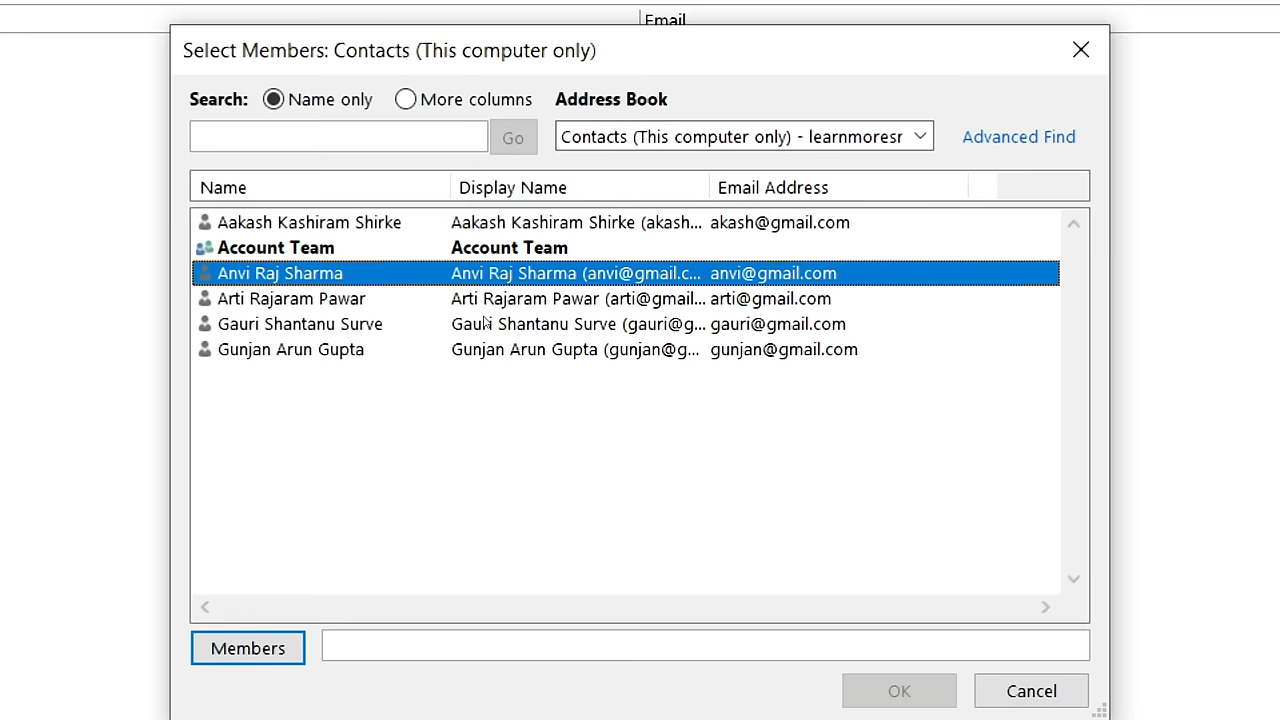 Email
Select Members: Contacts (This computer only)
Search: Name only More columns Address Book
Go Contacts (This computer only) - learnmoresr Advanced Find
Name Display Name Email Address
Aakash Kashiram Shirke Aakash Kashiram Shirke (akash... akash@gmail.com
Account Team Account Team
Anvi Raj Sharma Anvi Raj Sharma (anvi@gmail.c... anvi@gmail.com
Arti Rajaram Pawar Arti Rajaram Pawar (arti@gmail... arti@gmail.com
Gauri Shantanu Surve Gauri Shantanu Surve (gauri@g... gauri@gmail.com
Gunjan Arun Gupta Gunjan Arun Gupta (gunjan@g... gunjan@gmail.com
Members
OK Cancel